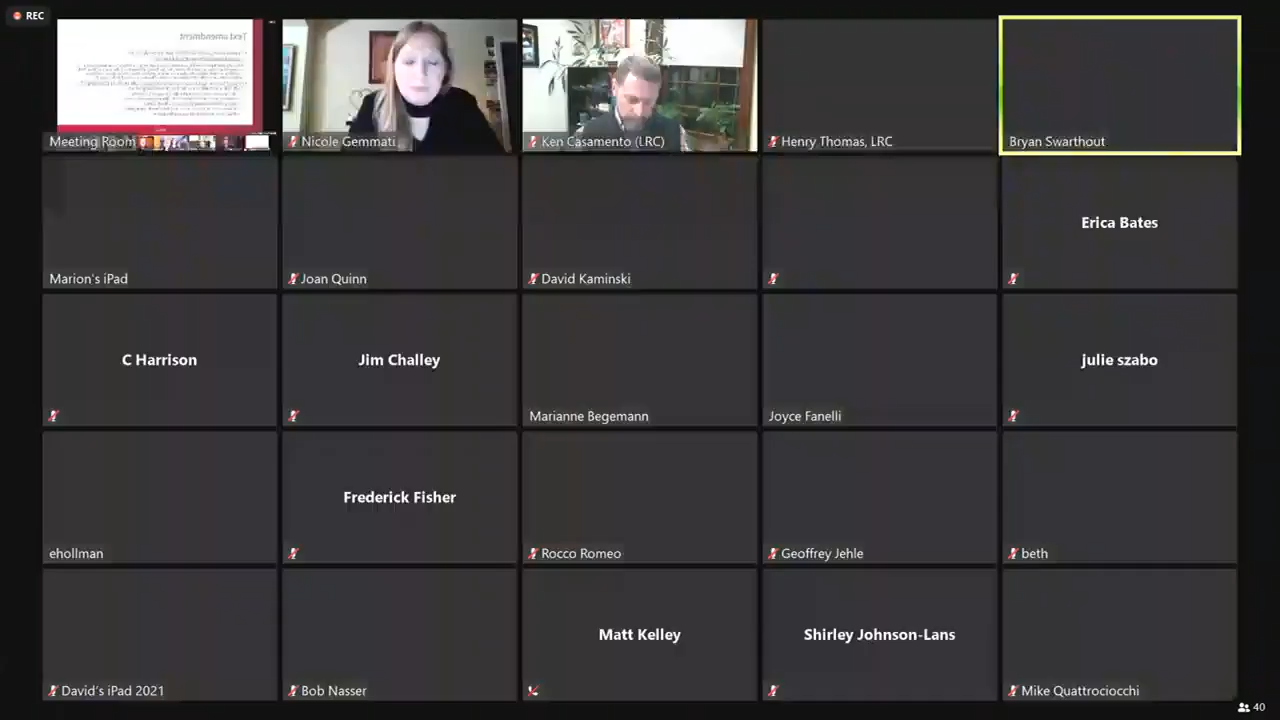 REC
Text amendment
Meeting Room
Nicole Gemmati
Ken Casamento (LRC)
Henry Thomas, LRC
Bryan Swarthout
Marion's iPad
Joan Quinn
David Kaminski
Erica Bates
C Harrison
Jim Challey
Marianne Begemann
Joyce Fanelli
julie szabo
ehollman
Frederick Fisher
Rocco Romeo
Geoffrey Jehle
beth
David's iPad 2021
Bob Nasser
Matt Kelley
Shirley Johnson-Lans
Mike Quattrociocchi
40